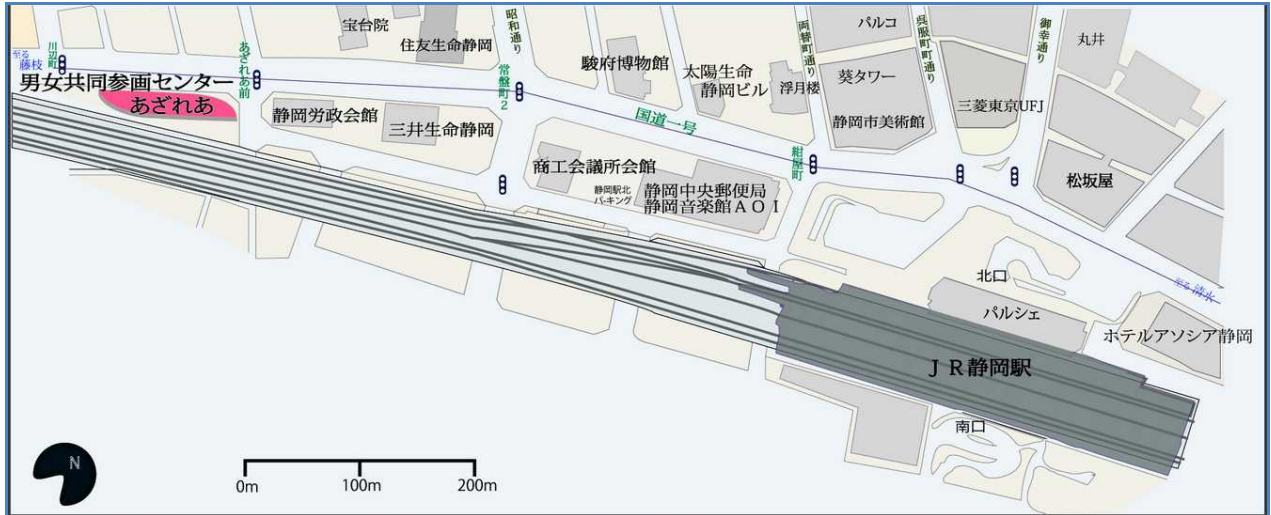 宝台院
住友生命静岡
昭和通り
駿府博物館
太陽生命
静岡ビル
浮月楼
両替町通り
パルコ
葵タワー
静岡市美術館
呉服町通り
三菱東京UFJ
御幸通り
丸井
松坂屋
至る
藤枝
川辺町
男女共同参画センター
あざれあ
あざれあ前
静岡労政会館
三井生命静岡
常盤町2
国道一号
紺屋町
商工会議所会館
静岡駅北
パーキング
静岡中央郵便局
静岡音楽館AOI
北口
パルシェ
至る 清水
ホテルアソシア静岡
JR静岡駅
南口
N
0m
100m
200m